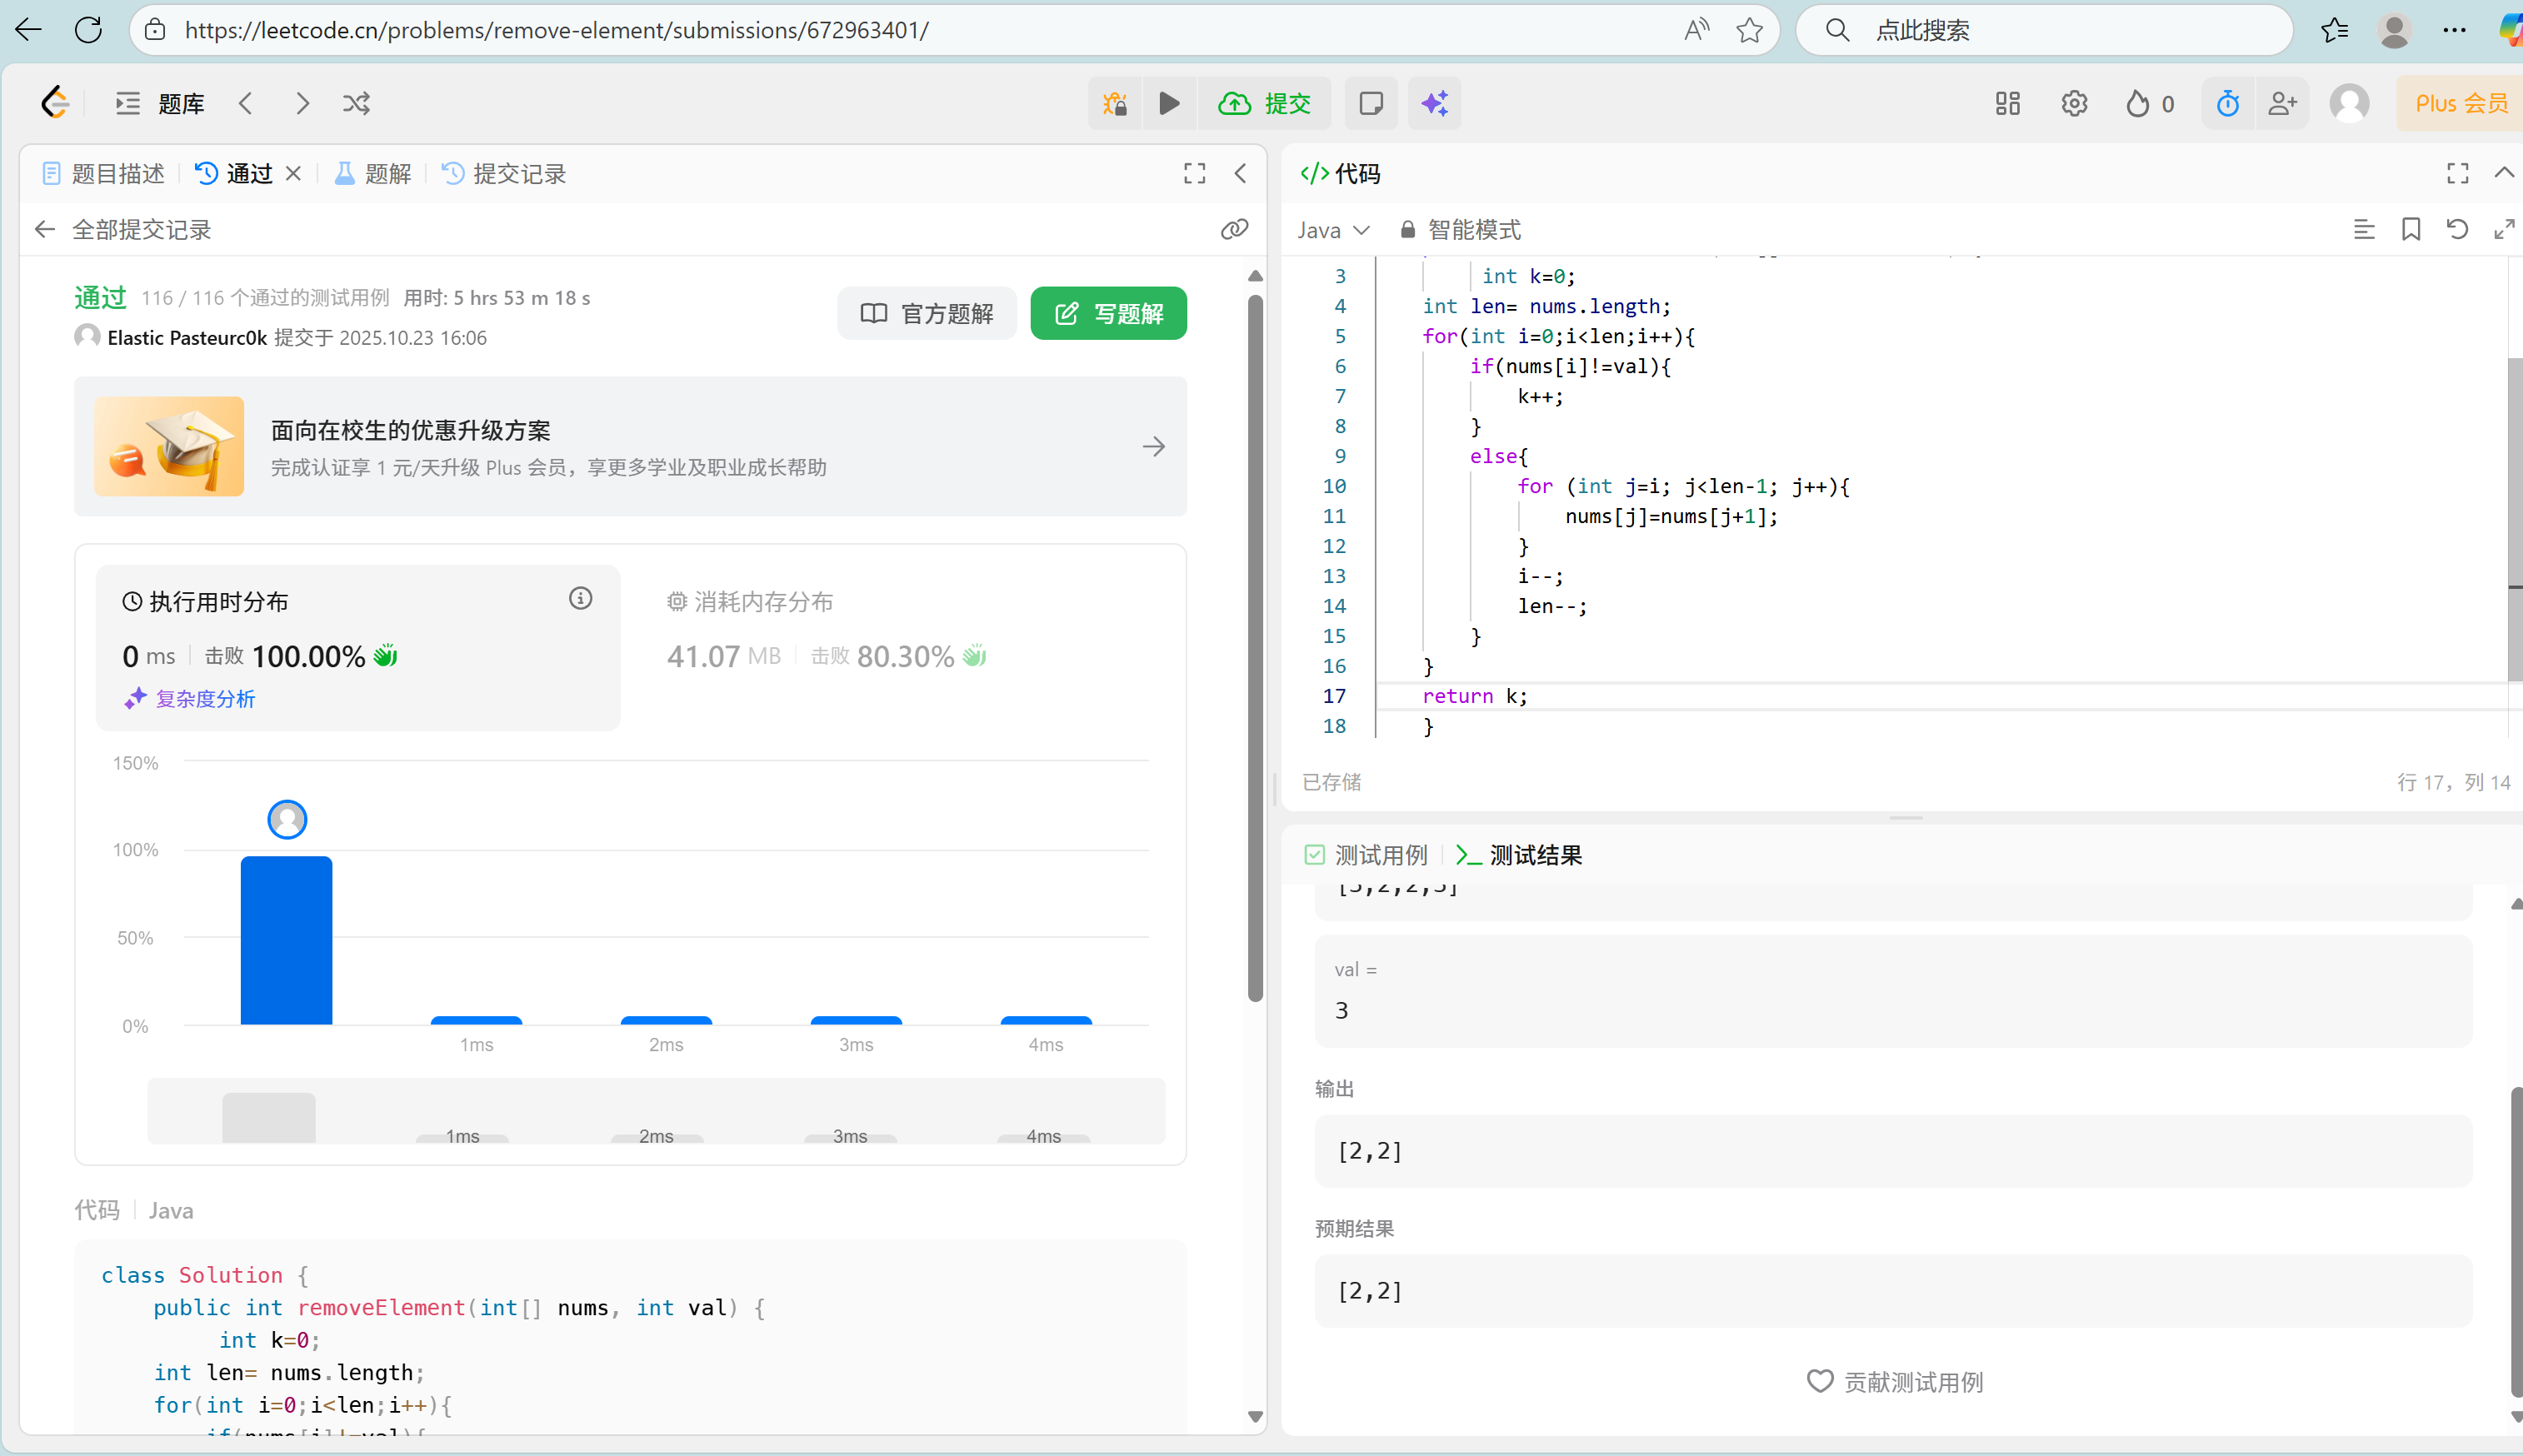 https://leetcode.cn/problems/remove-element/submissions/672963401/
点此搜索
题库
提交
0
Plus 会员
题目描述
通过
题解
提交记录
全部提交记录
通过 116 / 116 个通过的测试用例 用时: 5 hrs 53 m 18 s
Elastic Pasteurc0k 提交于 2025.10.23 16:06
官方题解
写题解
面向在校生的优惠升级方案
完成认证享 1 元/天升级 Plus 会员，享更多学业及职业成长帮助
执行用时分布
0 ms 击败 100.00%
复杂度分析
消耗内存分布
41.07 MB 击败 80.30%
150%
100%
50%
0%
1ms 2ms 3ms 4ms
1ms 2ms 3ms 4ms
代码 Java
class Solution {
public int removeElement(int[] nums, int val) {
int k=0;
int len= nums.length;
for(int i=0;i<len;i++){
if(nums[i]!=val){
</> 代码
Java 智能模式
3 int k=0;
4 int len= nums.length;
5 for(int i=0;i<len;i++){
6 if(nums[i]!=val){
7 k++;
8 }
9 else{
10 for (int j=i; j<len-1; j++){
11 nums[j]=nums[j+1];
12 }
13 i--;
14 len--;
15 }
16 }
17 return k;
18 }
已存储
行 17，列 14
测试用例
测试结果
[3,2,2,3]
val =
3
输出
[2,2]
预期结果
[2,2]
贡献测试用例